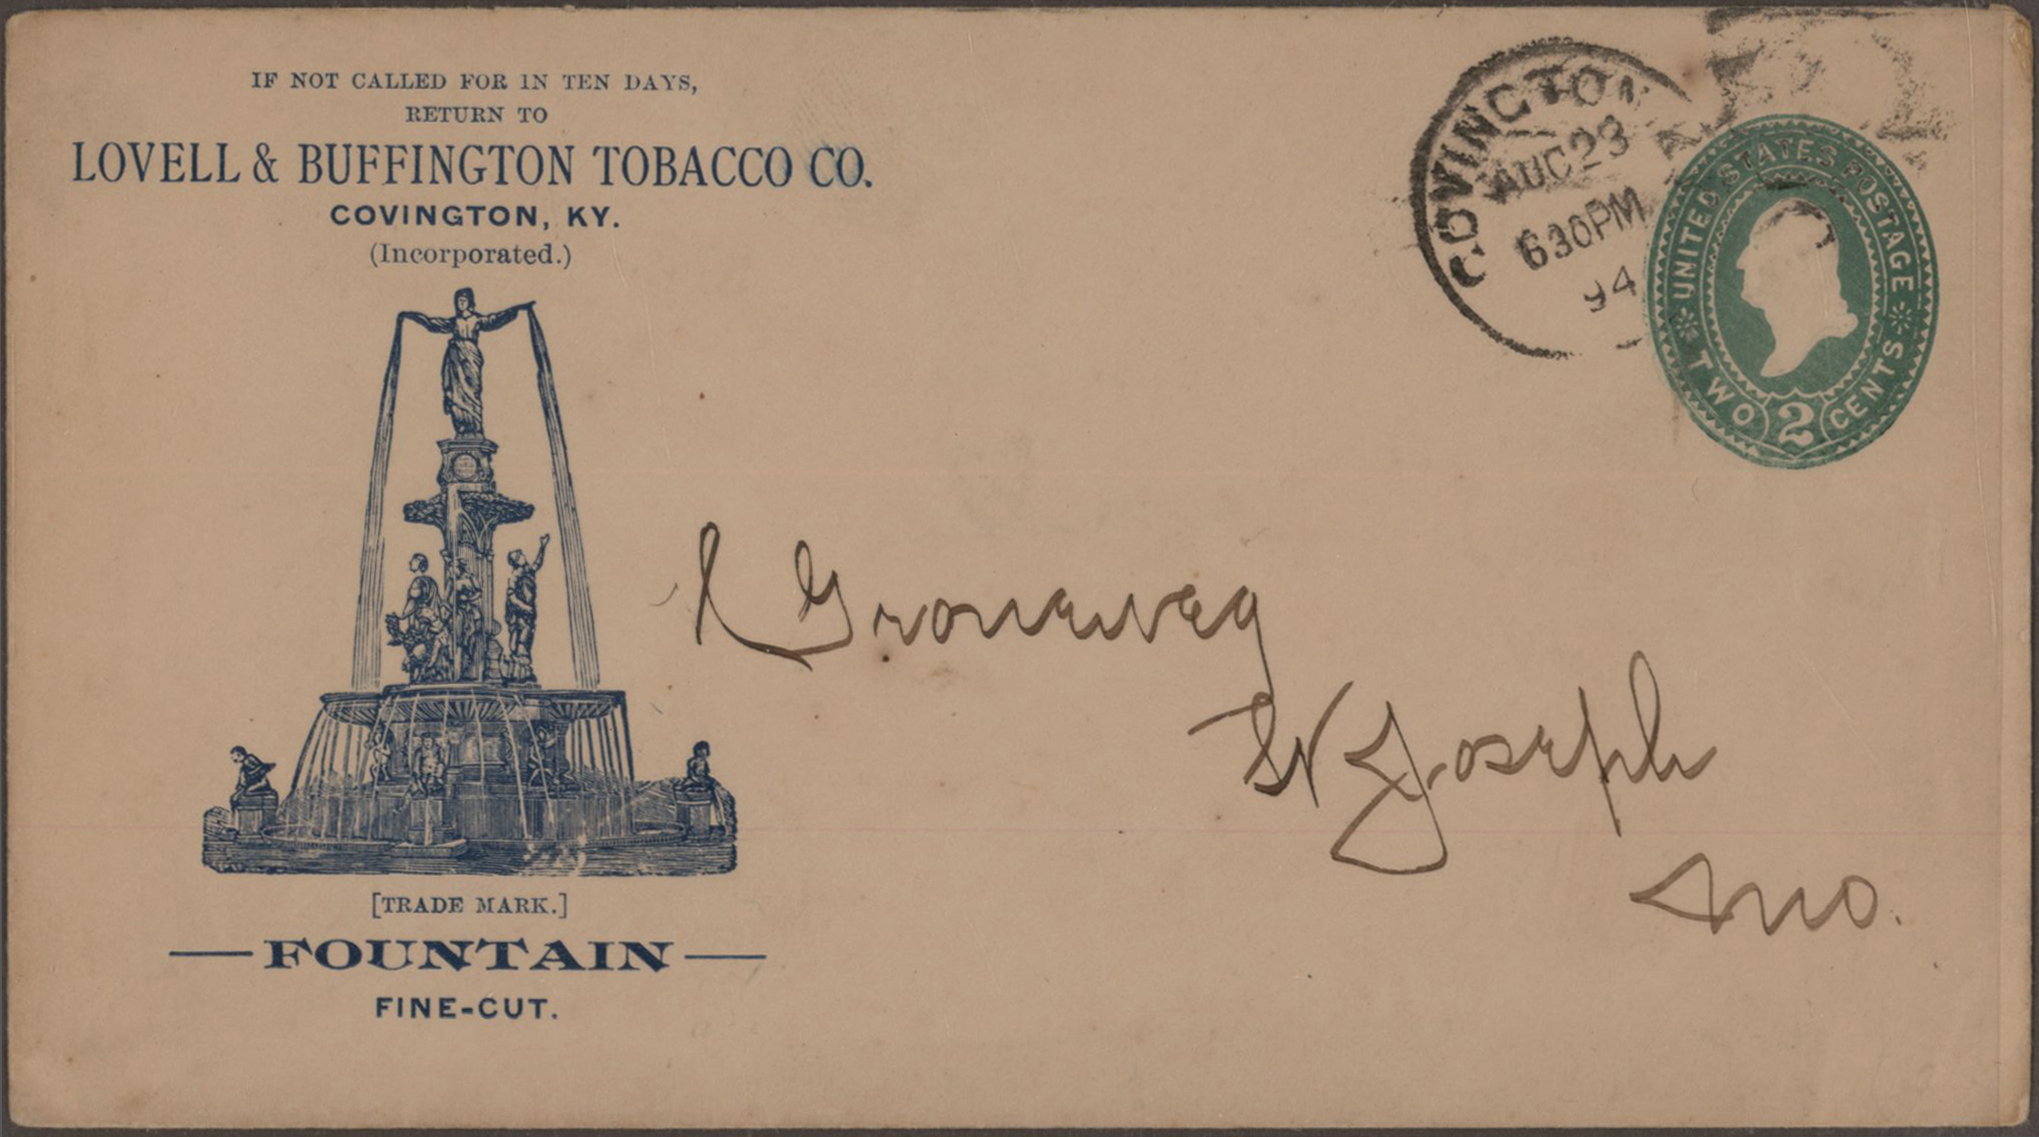 IF NOT CALLED FOR IN TEN DAYS,
RETURN TO
LOVELL & BUFFINGTON TOBACCO CO.
COVINGTON, KY.
(Incorporated.)
[TRADE MARK.]
FOUNTAIN
FINE-CUT.
COVINGTON
AUG 23
630PM
94
UNITED STATES POSTAGE
TWO 2 CENTS
Groneweg
St Joseph
Mo.